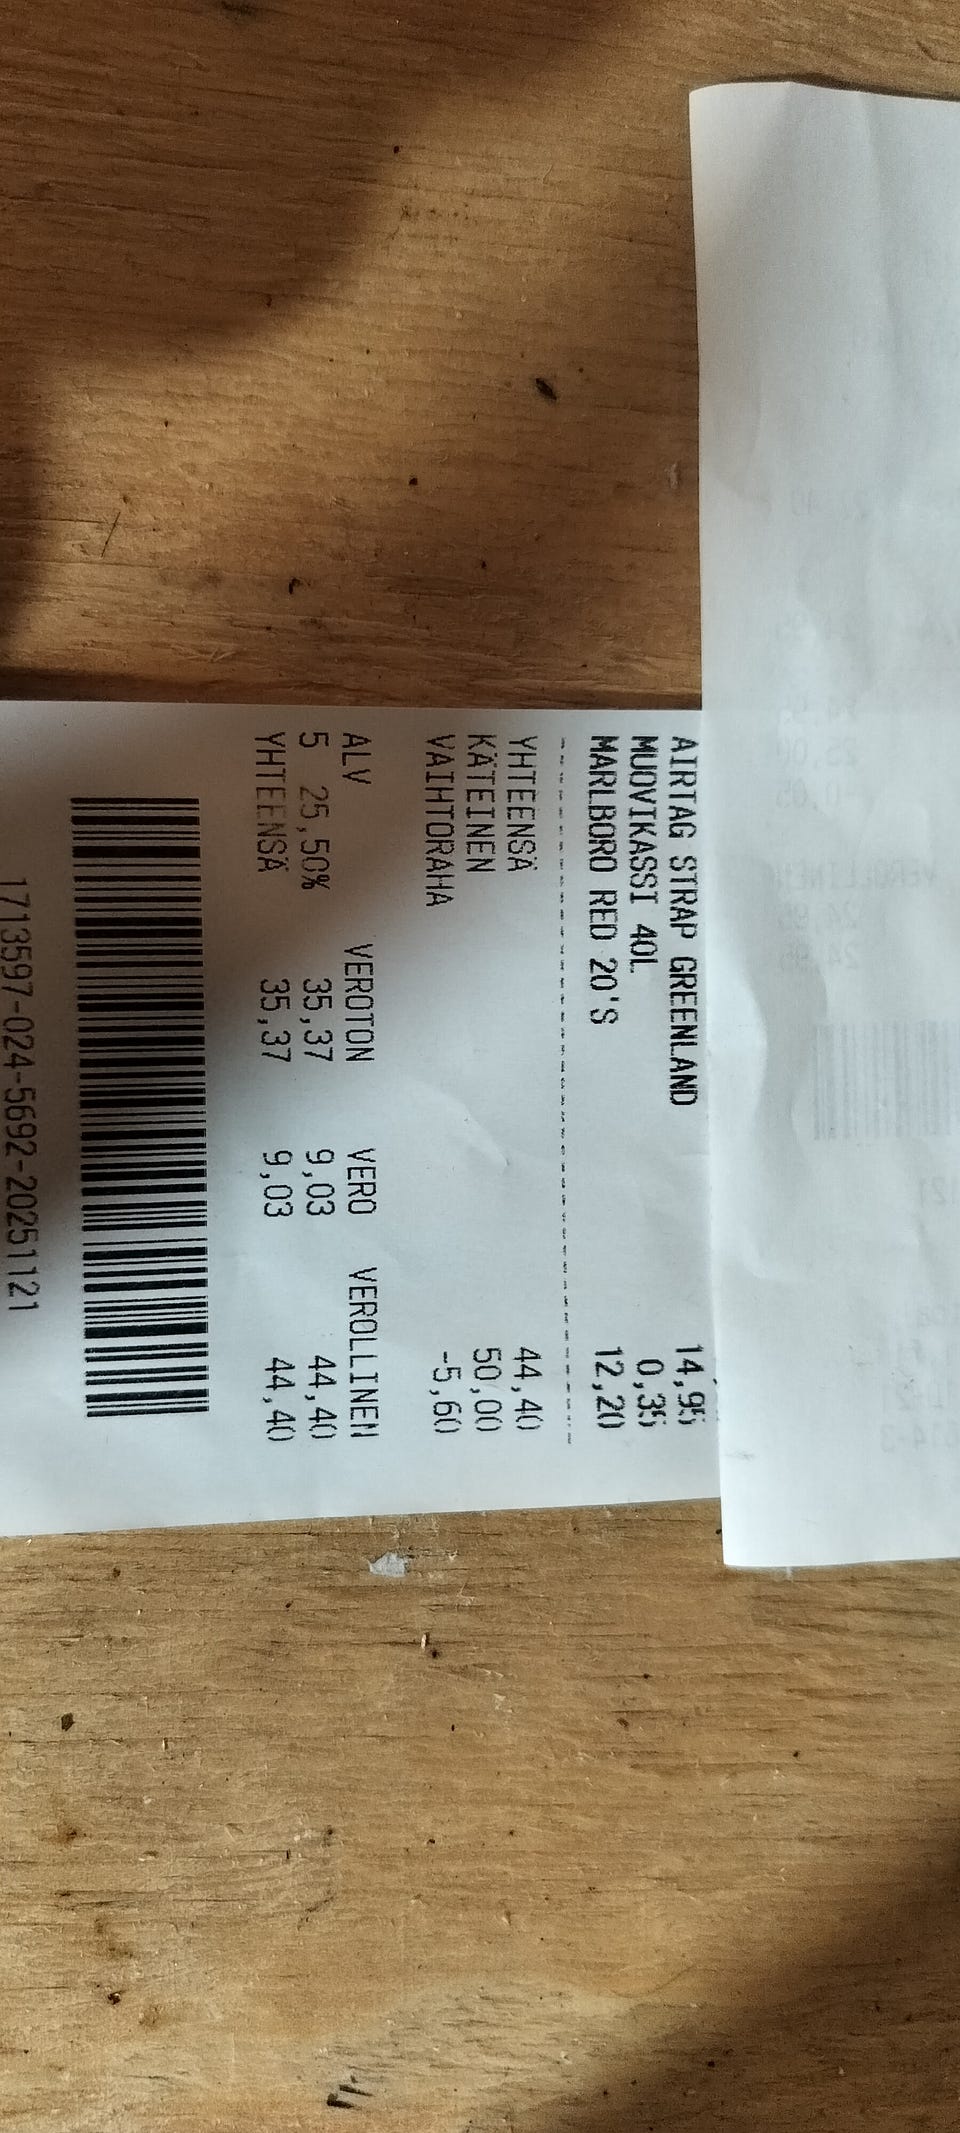 AIRTAG STRAP GREENLAND 14,95
MUOVIKASSI 40L 0,35
MARLBORO RED 20'S 12,20
YHTEENSÄ 44,40
KÄTEINEN 50,00
VAIHTORAHA -5,60
ALV VEROTON VERO VEROLLINEN
5 25,50% 35,37 9,03 44,40
YHTEENSÄ 35,37 9,03 44,40
1713597-024-5692-20251121